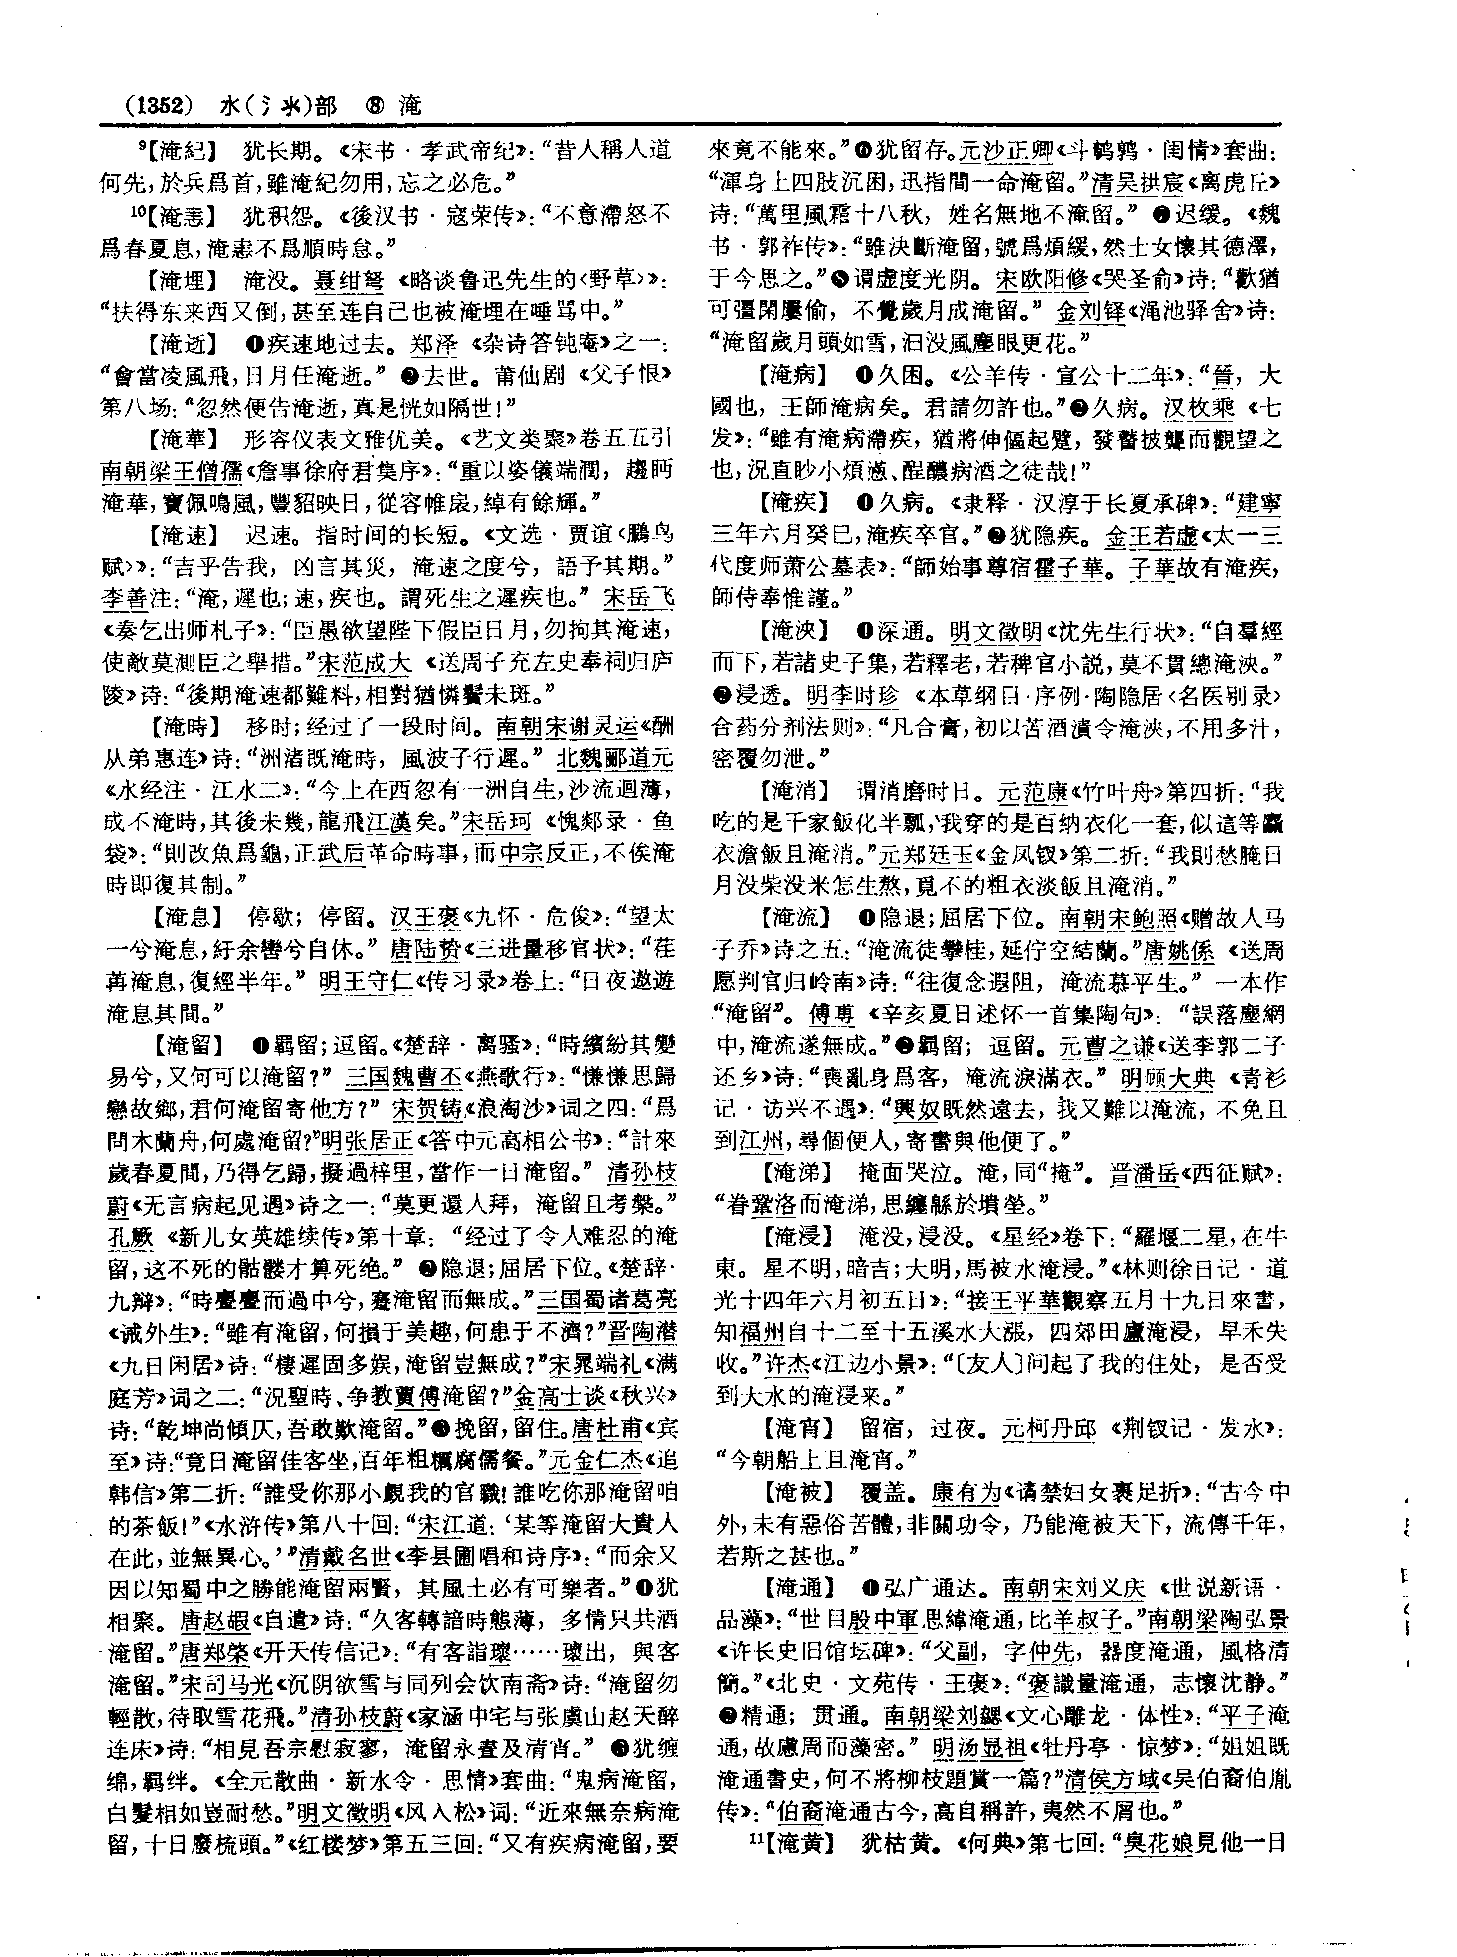 (1352) 水(氵氺)部 ⑧ 淹
⁹【淹紀】 犹长期。《宋书·孝武帝纪》：“昔人稱人道
何先，於兵爲首，雖淹紀勿用，忘之必危。”
¹⁰【淹恚】 犹积怨。《後汉书·寇荣传》：“不意滯怒不
爲春夏息，淹恚不爲順時怠。”
【淹埋】 淹没。聂绀弩《略谈鲁迅先生的〈野草〉》：
“扶得东来西又倒，甚至连自己也被淹埋在唾骂中。”
【淹逝】 ❶疾速地过去。郑泽《杂诗答钝庵》之一：
“會當凌風飛，日月任淹逝。”❷去世。莆仙剧《父子恨》
第八场：“忽然便告淹逝，真是恍如隔世！”
【淹華】 形容仪表文雅优美。《艺文类聚》卷五五引
南朝梁王僧孺《詹事徐府君集序》：“重以姿儀端潤，趨眄
淹華，寶佩鳴風，豐貂映日，從容帷扆，綽有餘輝。”
【淹速】 迟速。指时间的长短。《文选·贾谊〈鵩鸟
赋〉》：“吉乎告我，凶言其災，淹速之度兮，語予其期。”
李善注：“淹，遲也；速，疾也。謂死生之遲疾也。” 宋岳飞
《奏乞出师札子》：“臣愚欲望陛下假臣日月，勿拘其淹速，
使敵莫測臣之舉措。”宋范成大《送周子充左史奉祠归庐
陵》诗：“後期淹速都難料，相對猶憐鬢未斑。”
【淹時】 移时；经过了一段时间。南朝宋谢灵运《酬
从弟惠连》诗：“洲渚既淹時，風波子行遲。” 北魏郦道元
《水经注·江水二》：“今上在西忽有一洲自生，沙流迴薄，
成不淹時，其後未幾，龍飛江漢矣。”宋岳珂《愧郯录·鱼
袋》：“則改魚爲龜，正武后革命時事，而中宗反正，不俟淹
時即復其制。”
【淹息】 停歇；停留。汉王褒《九怀·危俊》：“望太
一兮淹息，紆余轡兮自休。” 唐陆贽《三进量移官状》：“荏
苒淹息，復經半年。” 明王守仁《传习录》卷上：“日夜遨遊
淹息其間。”
【淹留】 ❶羁留；逗留。《楚辞·离骚》：“時繽紛其變
易兮，又何可以淹留？” 三国魏曹丕《燕歌行》：“慊慊思歸
戀故鄉，君何淹留寄他方？” 宋贺铸《浪淘沙》词之四：“爲
問木蘭舟，何處淹留？”明张居正《答中元高相公书》：“計來
歲春夏間，乃得乞歸，擬過梓里，當作一日淹留。” 清孙枝
蔚《无言病起见过》诗之一：“莫更還人拜，淹留且考槃。”
孔厥《新儿女英雄续传》第十章：“经过了令人难忍的淹
留，这不死的骷髅才算死绝。”❷隐退；屈居下位。《楚辞·
九辩》：“時亹亹而過中兮，蹇淹留而無成。”三国蜀诸葛亮
《诫外生》：“雖有淹留，何損于美趣，何患于不濟？”晋陶潜
《九日闲居》诗：“棲遲固多娱，淹留豈無成？”宋晁端礼《满
庭芳》词之二：“況聖時、争教賈傅淹留？”金高士谈《秋兴》
诗：“乾坤尚傾仄，吾敢歎淹留。”❸挽留，留住。唐杜甫《宾
至》诗：“竟日淹留佳客坐，百年粗糲腐儒餐。”元金仁杰《追
韩信》第二折：“誰受你那小覷我的官職！誰吃你那淹留咱
的茶飯！”《水浒传》第八十回：“宋江道：‘某等淹留大貴人
在此，並無異心。’”清戴名世《李县圃唱和诗序》：“而余又
因以知蜀中之勝能淹留兩賢，其風土必有可樂者。”❹犹
相聚。唐赵嘏《自遣》诗：“久客轉諳時態薄，多情只共酒
淹留。”唐郑棨《开天传信记》：“有客詣瓌……瓌出，與客
淹留。”宋司马光《沉阴欲雪与同列会饮南斋》诗：“淹留勿
輕散，待取雪花飛。”清孙枝蔚《家涵中宅与张虞山赵天醉
连床》诗：“相見吾宗慰寂寥，淹留永晝及清宵。”❺犹缠
绵，羁绊。《全元散曲·新水令·思情》套曲：“鬼病淹留，
白髮相如豈耐愁。”明文徵明《风入松》词：“近來無奈病淹
留，十日廢梳頭。”《红楼梦》第五三回：“又有疾病淹留，要
來竟不能來。”❻犹留存。元沙正卿《斗鹌鹑·闺情》套曲：
“渾身上四肢沉困，迅指間一命淹留。”清吴拱宸《离虎丘》
诗：“萬里風霜十八秋，姓名無地不淹留。”❼迟缓。《魏
书·郭祚传》：“雖決斷淹留，號爲煩緩，然士女懷其德澤，
于今思之。”❽谓虚度光阴。宋欧阳修《哭圣俞》诗：“歡猶
可彊閑屢偷，不覺歲月成淹留。” 金刘铎《渑池驿舍》诗：
“淹留歲月頭如雪，汩没風塵眼更花。”
【淹病】 ❶久困。《公羊传·宣公十二年》：“晉，大
國也，王師淹病矣。君請勿許也。”❷久病。汉枚乘《七
发》：“雖有淹病滯疾，猶將伸傴起躄，發瞽披聾而觀望之
也，況直眇小煩懣、酲醲病酒之徒哉！”
【淹疾】 ❶久病。《隶释·汉淳于长夏承碑》：“建寧
三年六月癸巳，淹疾卒官。”❷犹隐疾。金王若虚《太一三
代度师萧公墓表》：“師始事尊宿霍子華。子華故有淹疾，
師侍奉惟謹。”
【淹浹】 ❶深通。明文徵明《沈先生行状》：“自羣經
而下，若諸史子集，若釋老，若稗官小説，莫不貫總淹浹。”
❷浸透。明李时珍《本草纲目·序例·陶隐居〈名医别录〉
合药分剂法则》：“凡合膏，初以苦酒漬令淹浹，不用多汁，
密覆勿泄。”
【淹消】 谓消磨时日。元范康《竹叶舟》第四折：“我
吃的是千家飯化半瓢，我穿的是百纳衣化一套，似這等麤
衣澹飯且淹消。”元郑廷玉《金凤钗》第二折：“我則愁腌日
月没柴没米怎生熬，覓不的粗衣淡飯且淹消。”
【淹流】 ❶隐退；屈居下位。南朝宋鲍照《赠故人马
子乔》诗之五：“淹流徒攀桂，延佇空結蘭。”唐姚係《送周
愿判官归岭南》诗：“往復念遐阻，淹流慕平生。” 一本作
“淹留”。傅尃《辛亥夏日述怀一首集陶句》：“誤落塵網
中，淹流遂無成。”❷羁留；逗留。元曹之谦《送李郭二子
还乡》诗：“喪亂身爲客，淹流淚滿衣。” 明顾大典《青衫
记·访兴不遇》：“興奴既然遠去，我又難以淹流，不免且
到江州，尋個便人，寄書與他便了。”
【淹涕】 掩面哭泣。淹，同“掩”。晋潘岳《西征赋》：
“眷鞏洛而淹涕，思纏緜於墳塋。”
【淹浸】 淹没，浸没。《星经》卷下：“羅堰二星，在牛
東。星不明，暗吉；大明，馬被水淹浸。”《林则徐日记·道
光十四年六月初五日》：“接王平華觀察五月十九日來書，
知福州自十二至十五溪水大漲，四郊田廬淹浸，早禾失
收。”许杰《江边小景》：“〔友人〕问起了我的住处，是否受
到大水的淹浸来。”
【淹宵】 留宿，过夜。元柯丹邱《荆钗记·发水》：
“今朝船上且淹宵。”
【淹被】 覆盖。康有为《请禁妇女裹足折》：“古今中
外，未有惡俗苦體，非關功令，乃能淹被天下，流傳千年，
若斯之甚也。”
【淹通】 ❶弘广通达。南朝宋刘义庆《世说新语·
品藻》：“世目殷中軍思緯淹通，比羊叔子。”南朝梁陶弘景
《许长史旧馆坛碑》：“父副，字仲先，器度淹通，風格清
簡。”《北史·文苑传·王褒》：“褒識量淹通，志懷沈静。”
❷精通；贯通。南朝梁刘勰《文心雕龙·体性》：“平子淹
通，故慮周而藻密。” 明汤显祖《牡丹亭·惊梦》：“姐姐既
淹通書史，何不將柳枝題賞一篇？”清侯方域《吴伯裔伯胤
传》：“伯裔淹通古今，高自稱許，夷然不屑也。”
¹¹【淹黄】 犹枯黄。《何典》第七回：“臭花娘見他一日